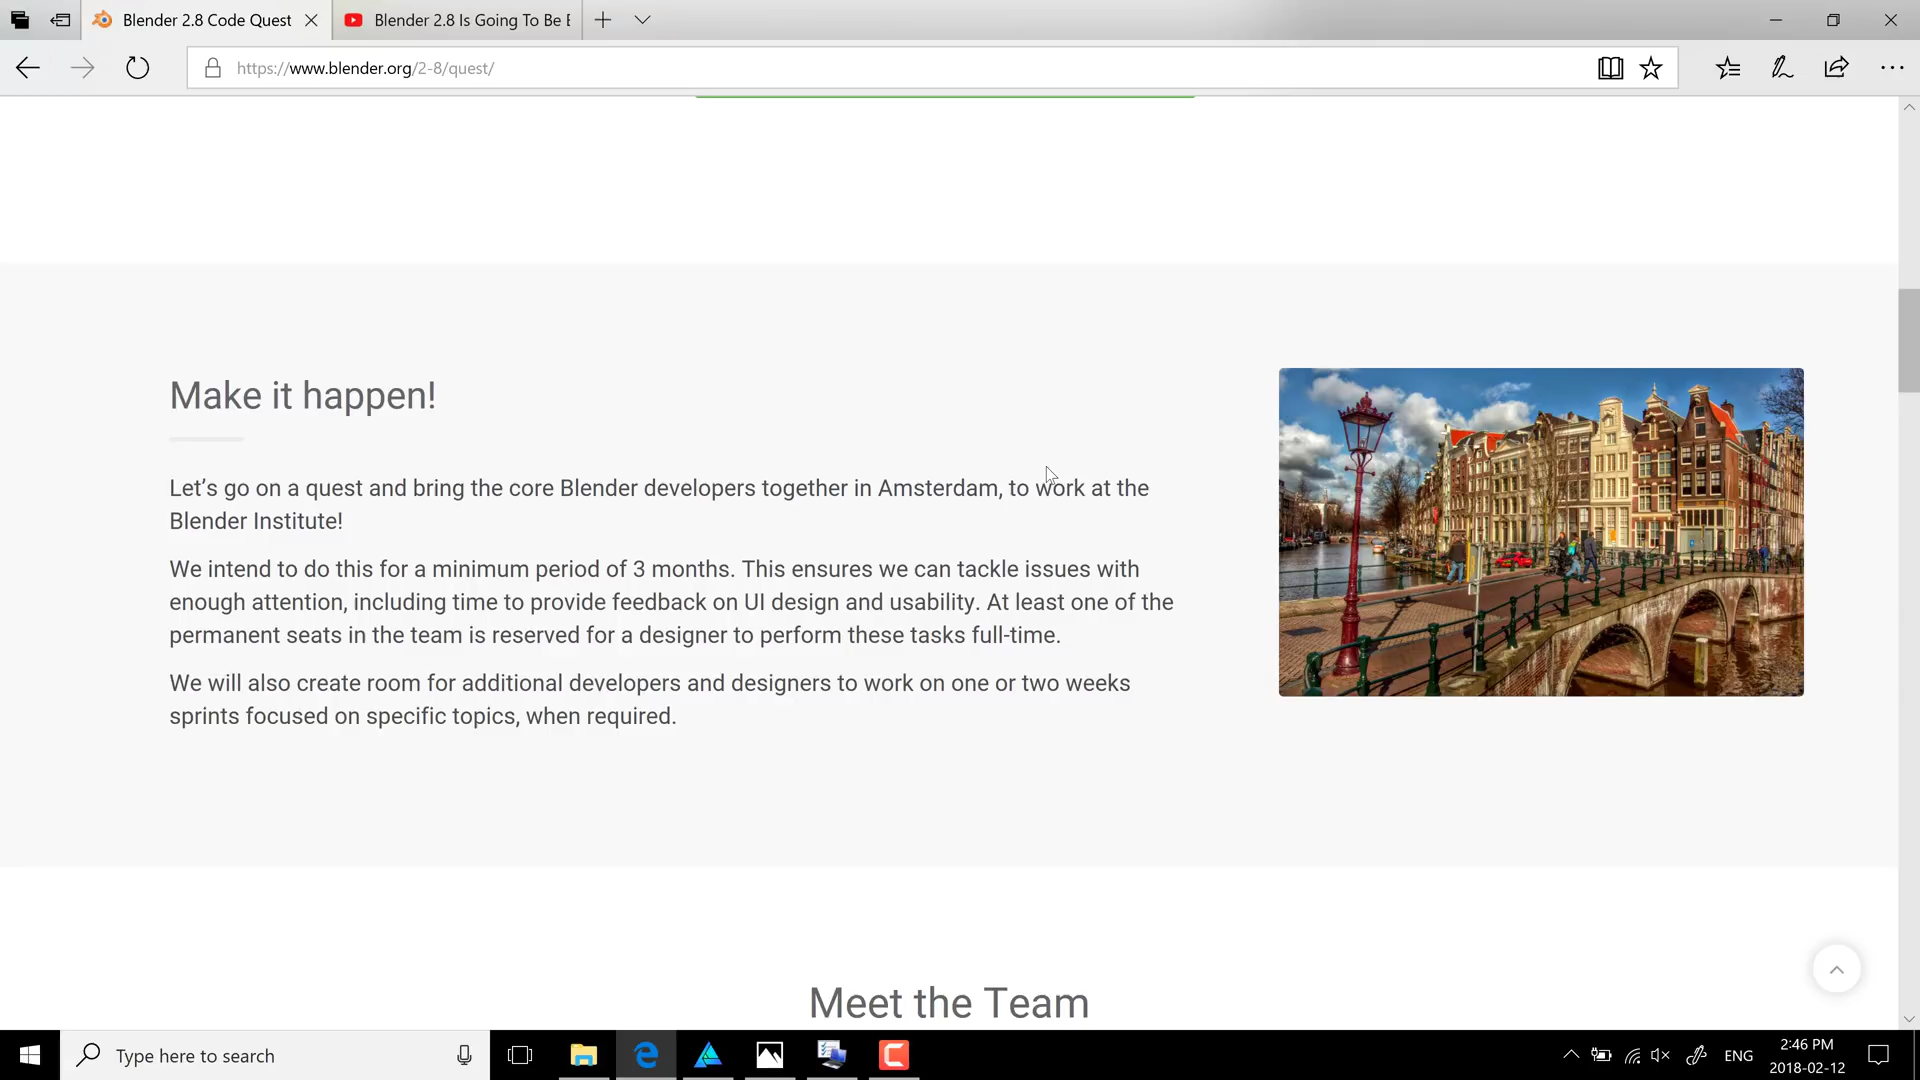 Blender 2.8 Code Quest
Blender 2.8 Is Going To Be
https://www.blender.org/2-8/quest/
Make it happen!
Let’s go on a quest and bring the core Blender developers together in Amsterdam, to work at the
Blender Institute!
We intend to do this for a minimum period of 3 months. This ensures we can tackle issues with
enough attention, including time to provide feedback on UI design and usability. At least one of the
permanent seats in the team is reserved for a designer to perform these tasks full-time.
We will also create room for additional developers and designers to work on one or two weeks
sprints focused on specific topics, when required.
Meet the Team
Type here to search
ENG
2:46 PM
2018-02-12